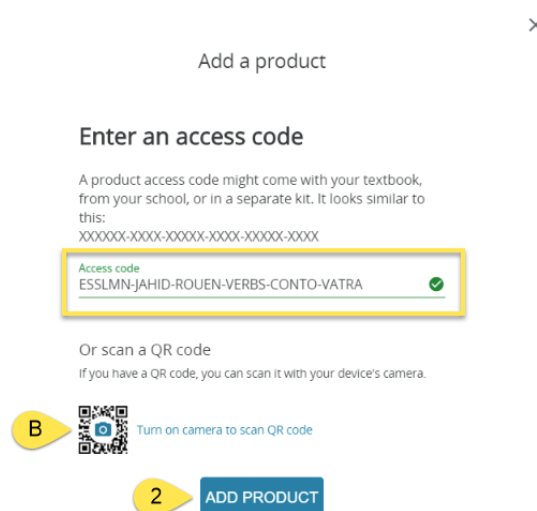 Add a product
Enter an access code
A product access code might come with your textbook,
from your school, or in a separate kit. It looks similar to
this:
XXXXXX-XXXX-XXXXX-XXXX-XXXXX-XXXX
Access code
ESSLMN-JAHID-ROUEN-VERBS-CONTO-VATRA
Or scan a QR code
If you have a QR code, you can scan it with your device's camera.
B
Turn on camera to scan QR code
2
ADD PRODUCT